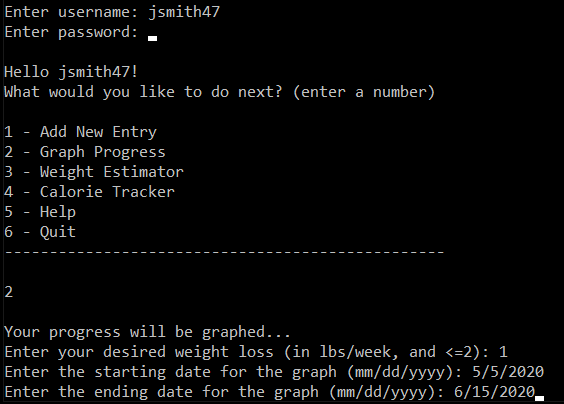 Enter username: jsmith47
Enter password:
Hello jsmith47!
What would you like to do next? (enter a number)
1 - Add New Entry
2 - Graph Progress
3 - Weight Estimator
4 - Calorie Tracker
5 - Help
6 - Quit
-------------------------------------------------
2
Your progress will be graphed...
Enter your desired weight loss (in lbs/week, and <=2): 1
Enter the starting date for the graph (mm/dd/yyyy): 5/5/2020
Enter the ending date for the graph (mm/dd/yyyy): 6/15/2020